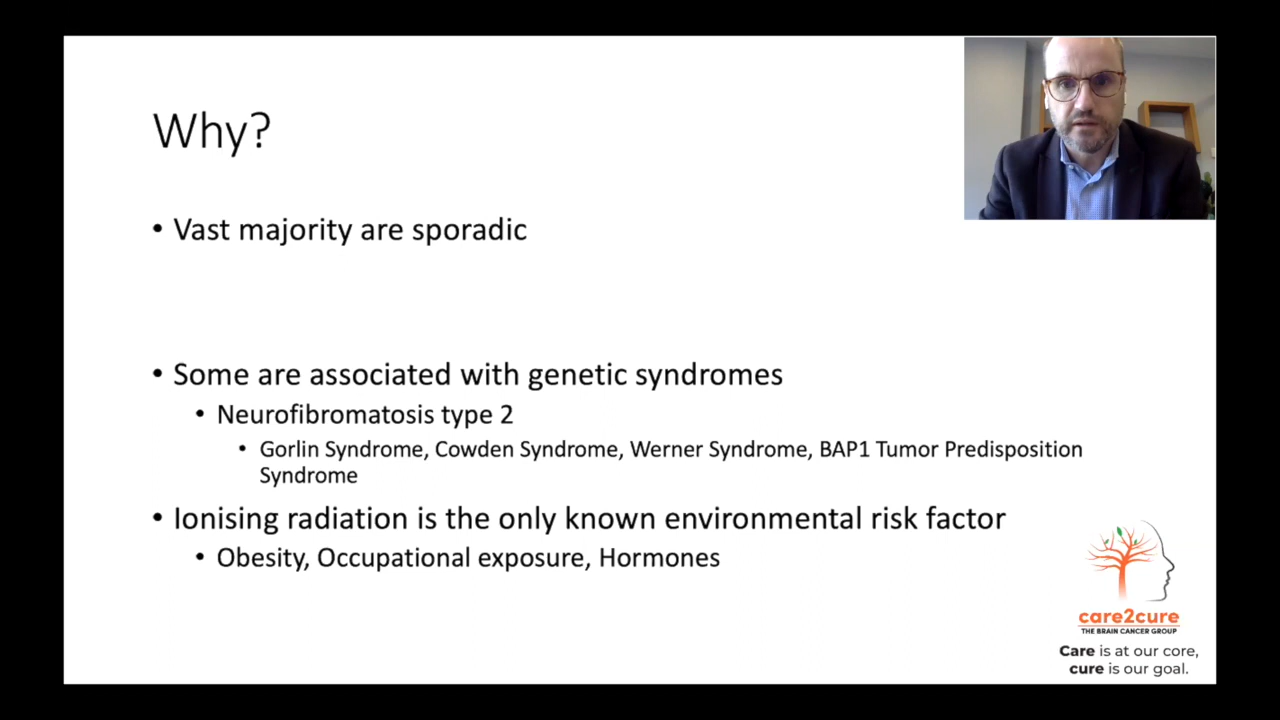 Why?
• Vast majority are sporadic
• Some are associated with genetic syndromes
• Neurofibromatosis type 2
• Gorlin Syndrome, Cowden Syndrome, Werner Syndrome, BAP1 Tumor Predisposition
Syndrome
• Ionising radiation is the only known environmental risk factor
• Obesity, Occupational exposure, Hormones
care2cure
THE BRAIN CANCER GROUP
Care is at our core,
cure is our goal.